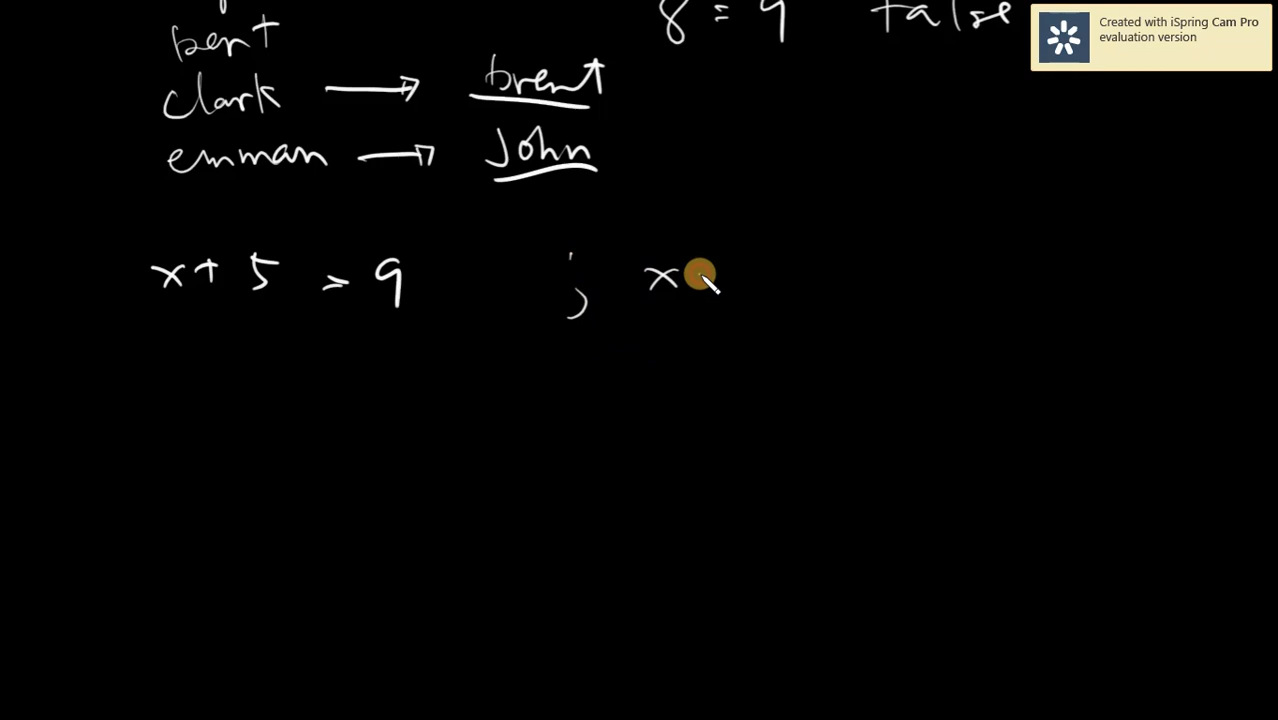 8 = 9 false
bent
clark → brent
emman → John
x + 5 = 9 ; x
Created with iSpring Cam Pro
evaluation version